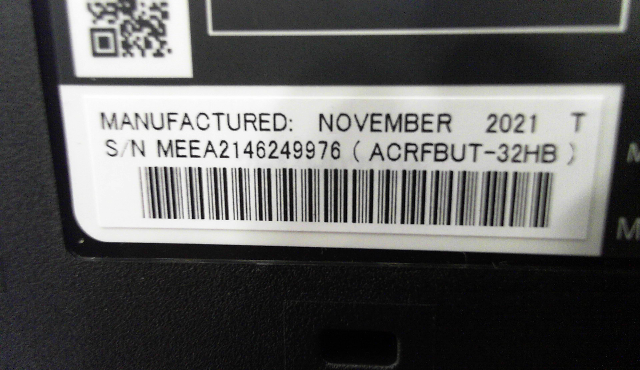 MANUFACTURED: NOVEMBER 2021 T
S/N MEEA2146249976 ( ACRFBUT-32HB )
M
M